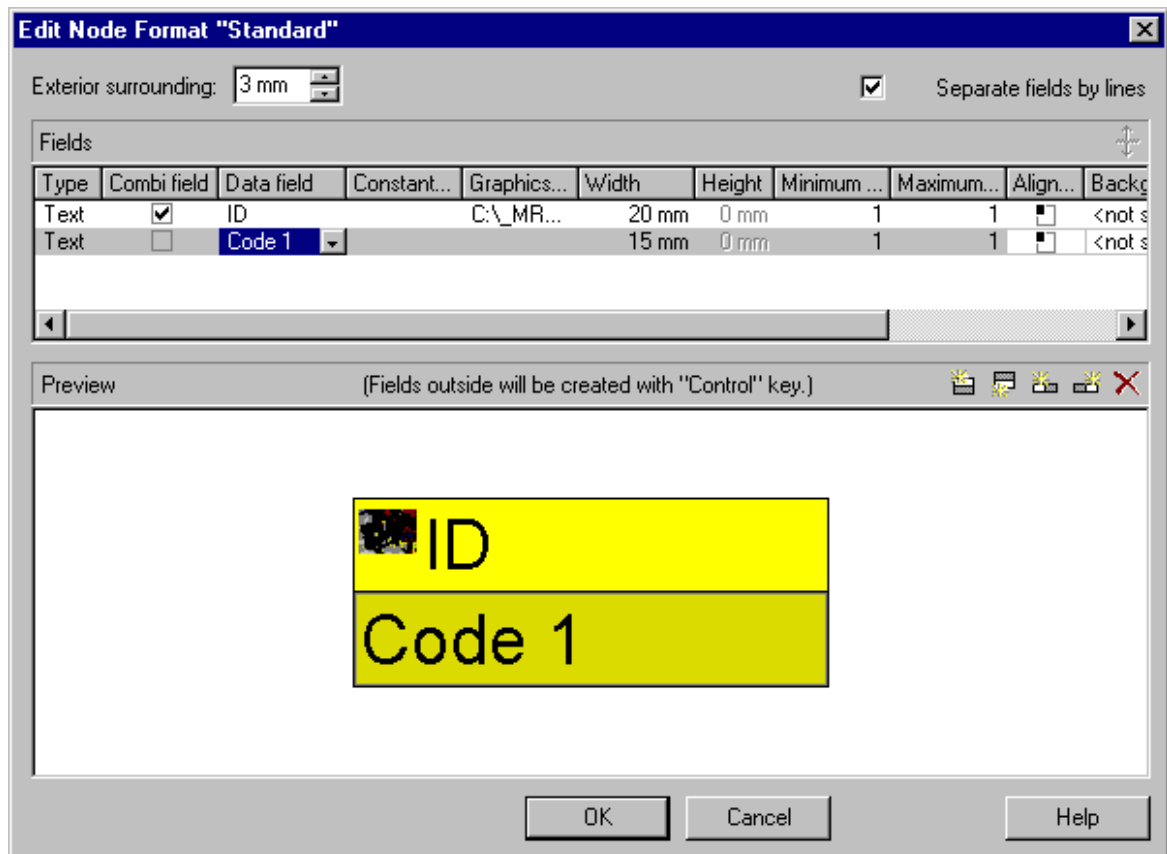 Edit Node Format "Standard"
Exterior surrounding: 3 mm Separate fields by lines
Fields
Type Combi field Data field Constant... Graphics... Width Height Minimum ... Maximum... Align... Backg
Text ID C:\_MR... 20 mm 0 mm 1 1 <not s
Text Code 1 15 mm 0 mm 1 1 <not s
Preview (Fields outside will be created with "Control" key.)
ID
Code 1
OK Cancel Help